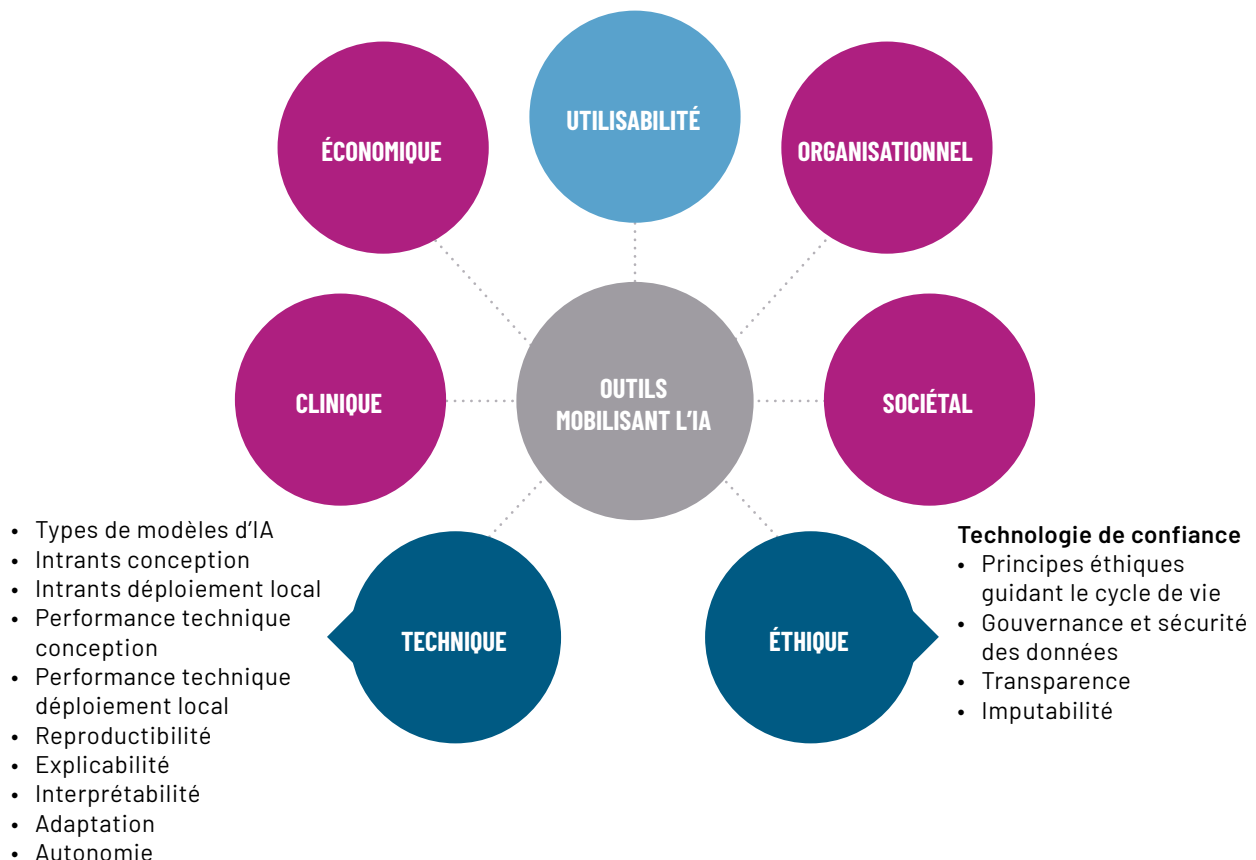 UTILISABILITÉ
ÉCONOMIQUE
ORGANISATIONNEL
CLINIQUE
OUTILS
MOBILISANT L'IA
SOCIÉTAL
• Types de modèles d'IA
• Intrants conception
• Intrants déploiement local
• Performance technique
conception
• Performance technique
déploiement local
• Reproductibilité
• Explicabilité
• Interprétabilité
• Adaptation
• Autonomie
TECHNIQUE
ÉTHIQUE
Technologie de confiance
• Principes éthiques
guidant le cycle de vie
• Gouvernance et sécurité
des données
• Transparence
• Imputabilité